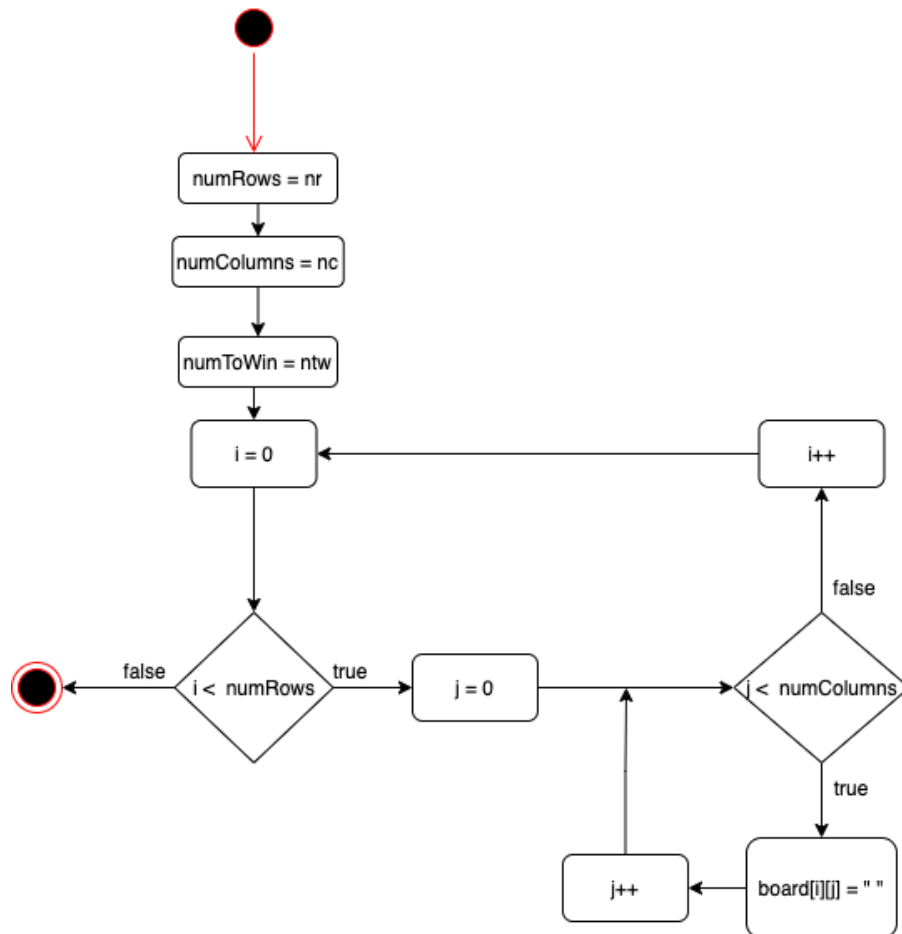 numRows = nr
numColumns = nc
numToWin = ntw
i = 0
i++
false
false
i < numRows
true
j = 0
j < numColumns
true
j++
board[i][j] = " "